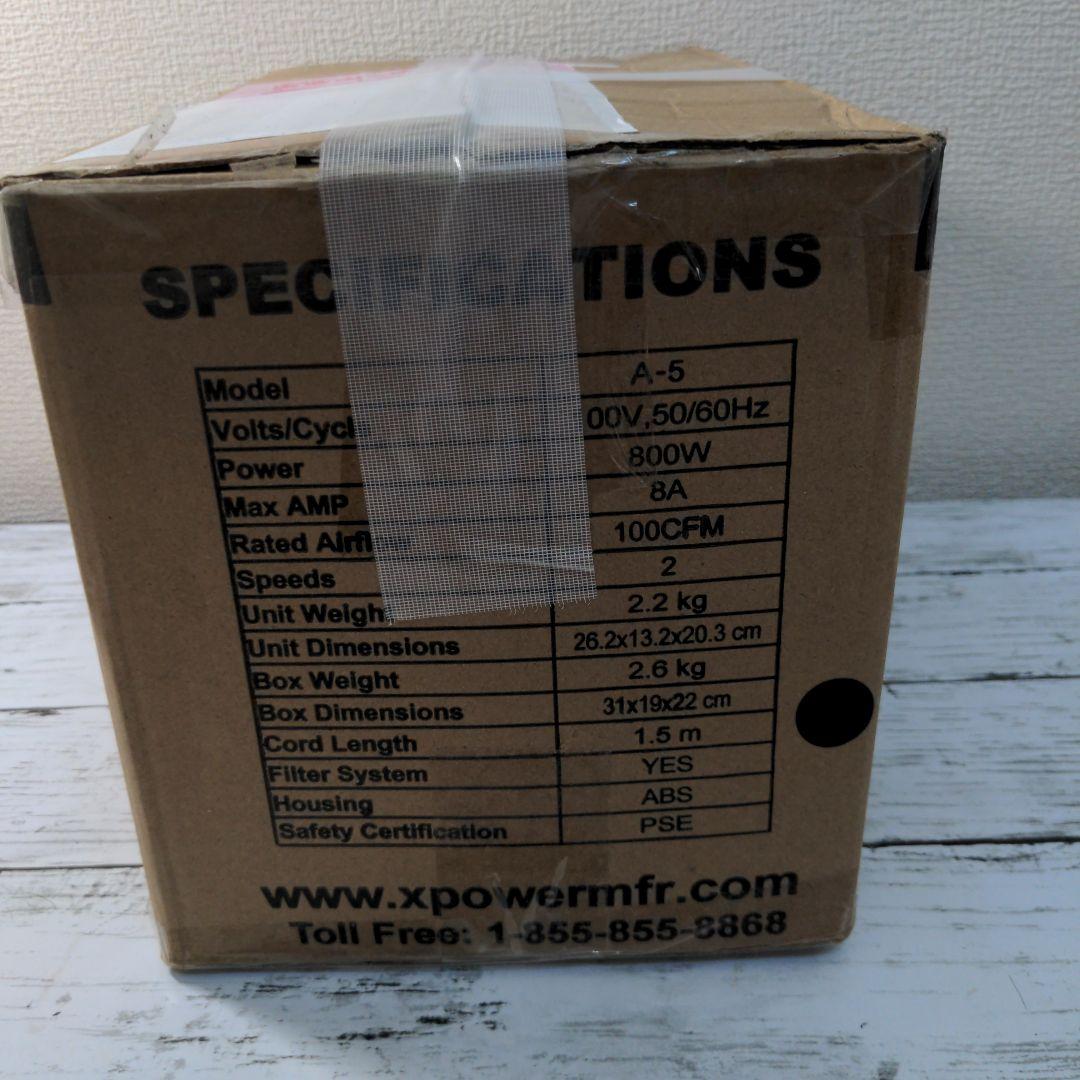 SPECIFICATIONS
Model A-5
Volts/Cycl 00V,50/60Hz
Power 800W
Max AMP 8A
Rated Airfl 100CFM
Speeds 2
Unit Weigh 2.2 kg
Unit Dimensions 26.2x13.2x20.3 cm
Box Weight 2.6 kg
Box Dimensions 31x19x22 cm
Cord Length 1.5 m
Filter System YES
Housing ABS
Safety Certification PSE
www.xpowermfr.com
Toll Free: 1-855-855-8868